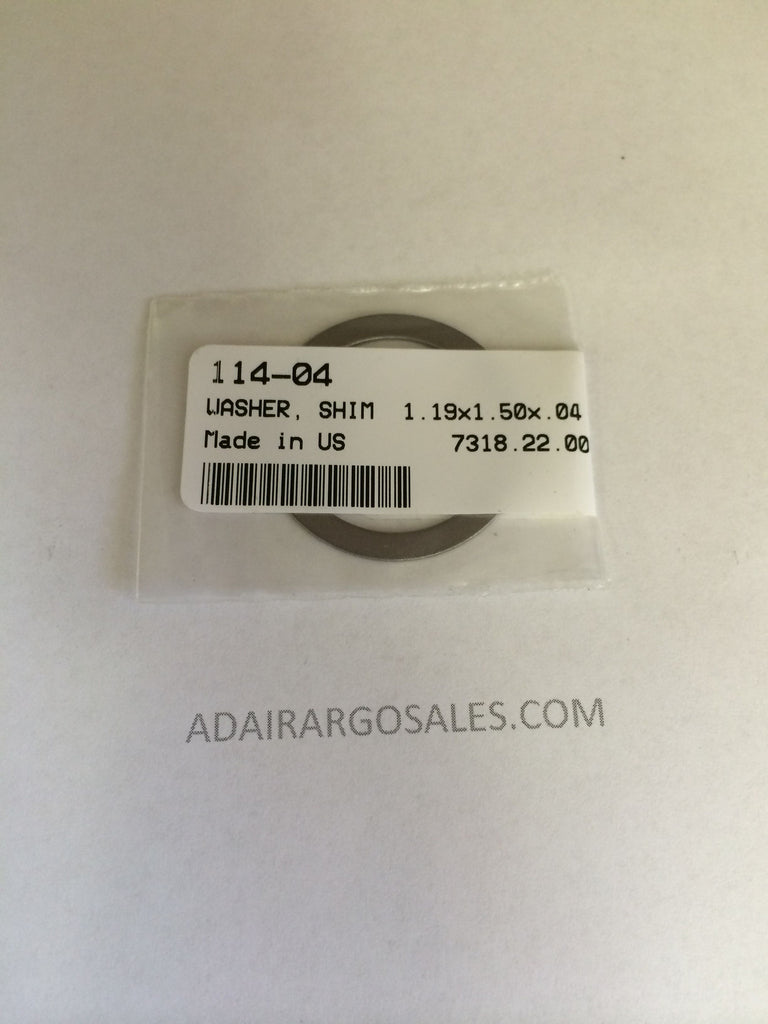 114-04
WASHER, SHIM 1.19x1.50x.04
Made in US 7318.22.00
ADAIRARGOSALES.COM